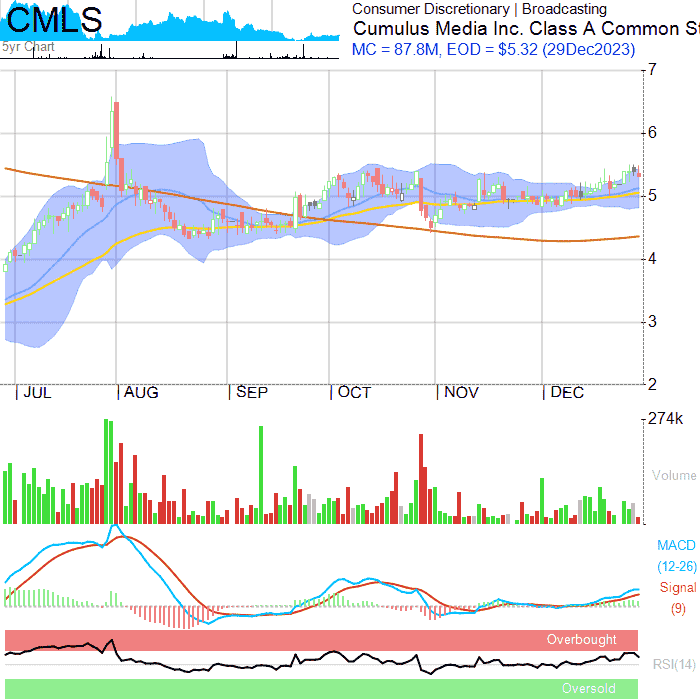 CMLS
5yr Chart
Consumer Discretionary | Broadcasting
Cumulus Media Inc. Class A Common St
MC = 87.8M, EOD = $5.32 (29Dec2023)
7
6
5
4
3
2
JUL AUG SEP OCT NOV DEC
274k
Volume
MACD
(12-26)
Signal
(9)
Overbought
RSI(14)
Oversold